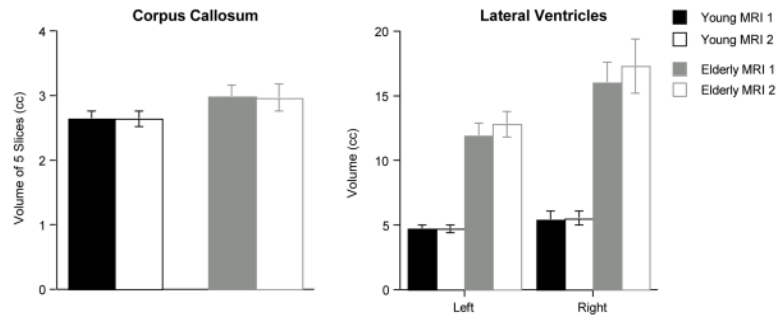 Corpus Callosum
Volume of 5 Slices (cc)
4
3
2
1
0
Lateral Ventricles
Volume (cc)
20
15
10
5
0
Left
Right
Young MRI 1
Young MRI 2
Elderly MRI 1
Elderly MRI 2